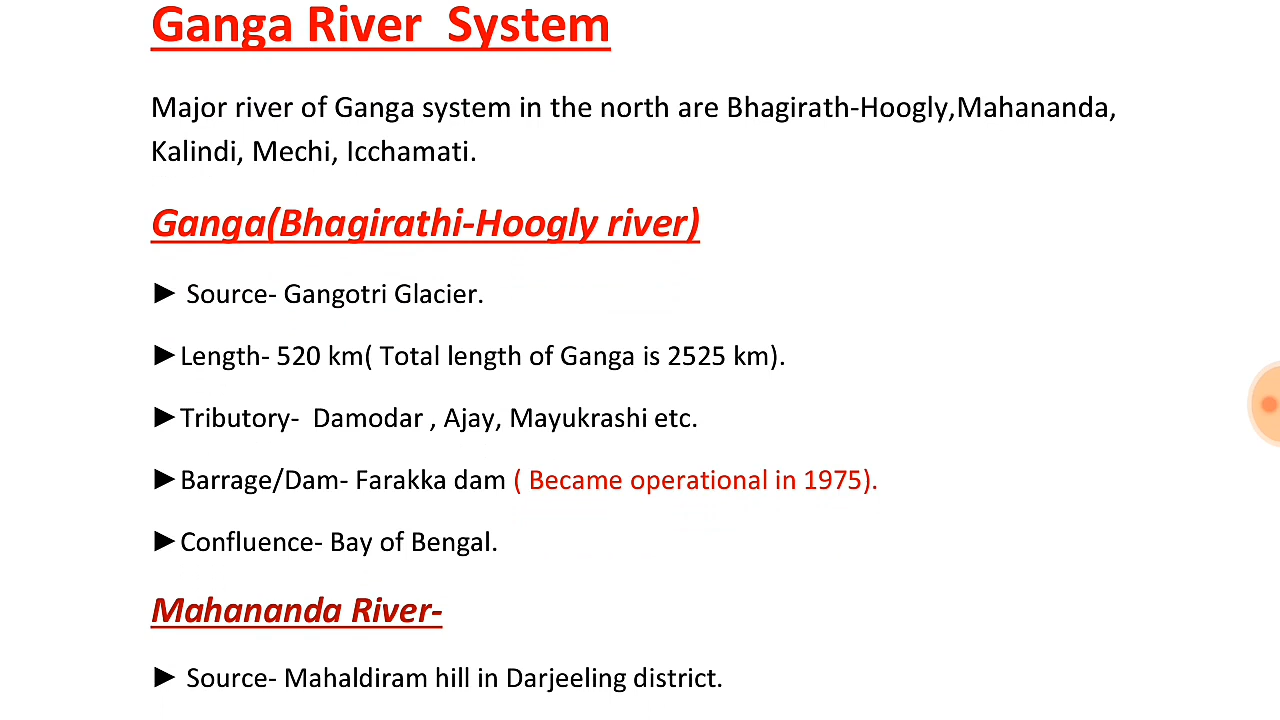 Ganga River  System
Major river of Ganga system in the north are Bhagirath-Hoogly,Mahananda,
Kalindi, Mechi, Icchamati.
Ganga(Bhagirathi-Hoogly river)
► Source- Gangotri Glacier.
►Length- 520 km( Total length of Ganga is 2525 km).
►Tributory-  Damodar , Ajay, Mayukrashi etc.
►Barrage/Dam- Farakka dam ( Became operational in 1975).
►Confluence- Bay of Bengal.
Mahananda River-
► Source- Mahaldiram hill in Darjeeling district.